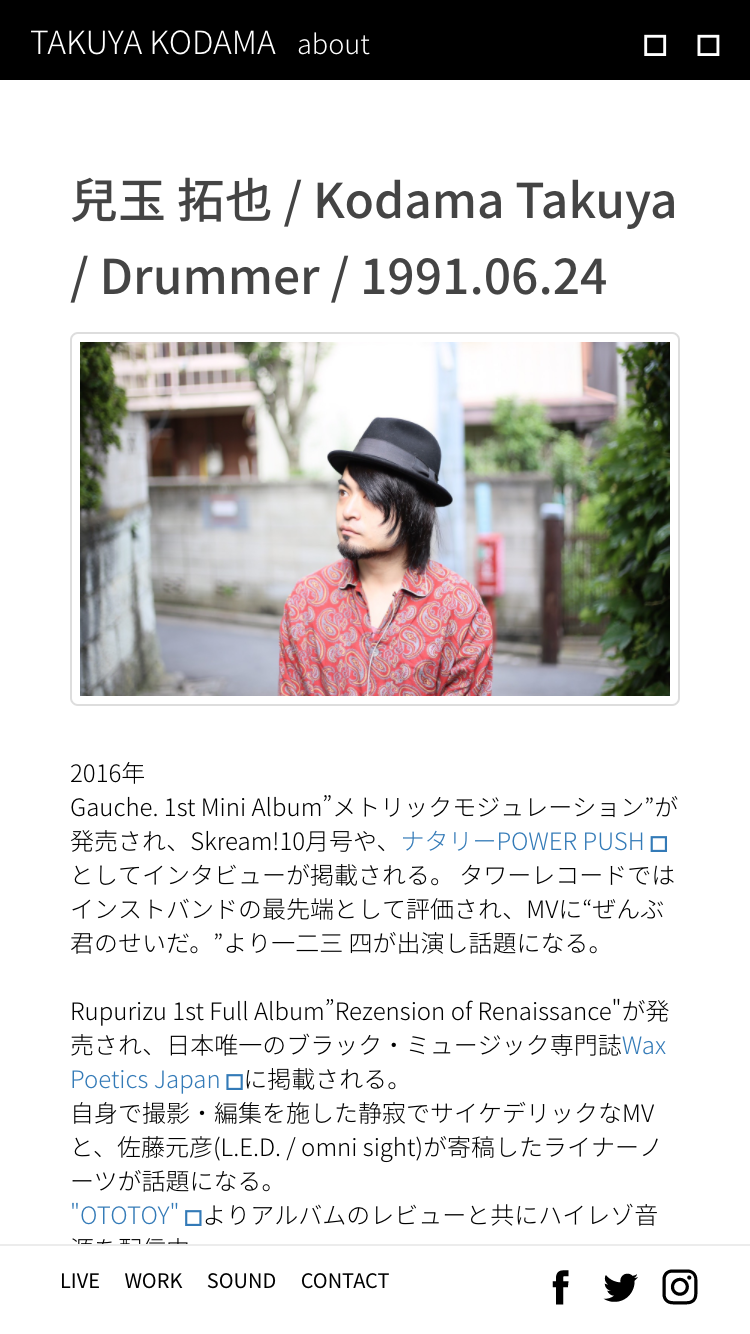 TAKUYA KODAMA about
兒玉 拓也 / Kodama Takuya
/ Drummer / 1991.06.24
2016年
Gauche. 1st Mini Album”メトリックモジュレーション”が
発売され、Skream!10月号や、ナタリーPOWER PUSH
としてインタビューが掲載される。 タワーレコードでは
インストバンドの最先端として評価され、MVに“ぜんぶ
君のせいだ。”より一二三 四が出演し話題になる。
Rupurizu 1st Full Album”Rezension of Renaissance"が発
売され、日本唯一のブラック・ミュージック専門誌Wax
Poetics Japan に掲載される。
自身で撮影・編集を施した静寂でサイケデリックなMV
と、佐藤元彦(L.E.D. / omni sight)が寄稿したライナーノ
ーツが話題になる。
"OTOTOY" よりアルバムのレビューと共にハイレゾ音
LIVE WORK SOUND CONTACT